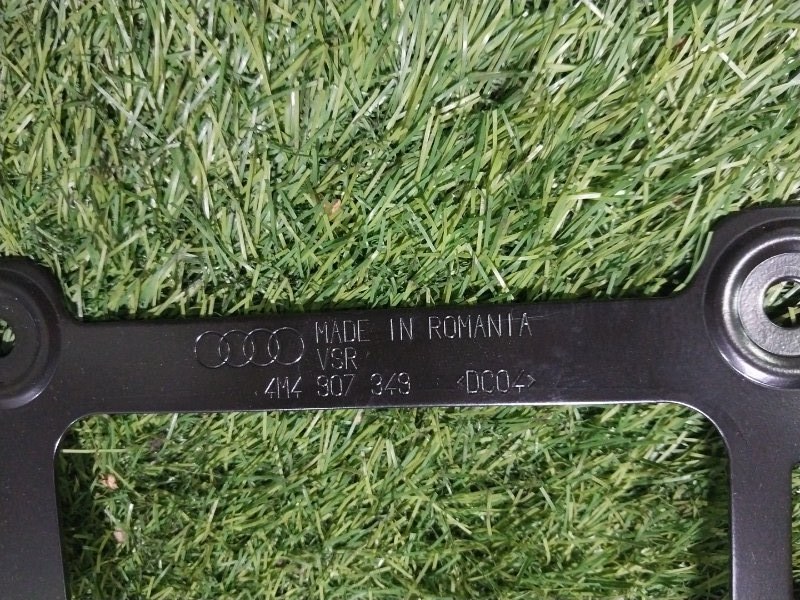 MADE IN ROMANIA
VSR
4M4 907 349 <DC04>